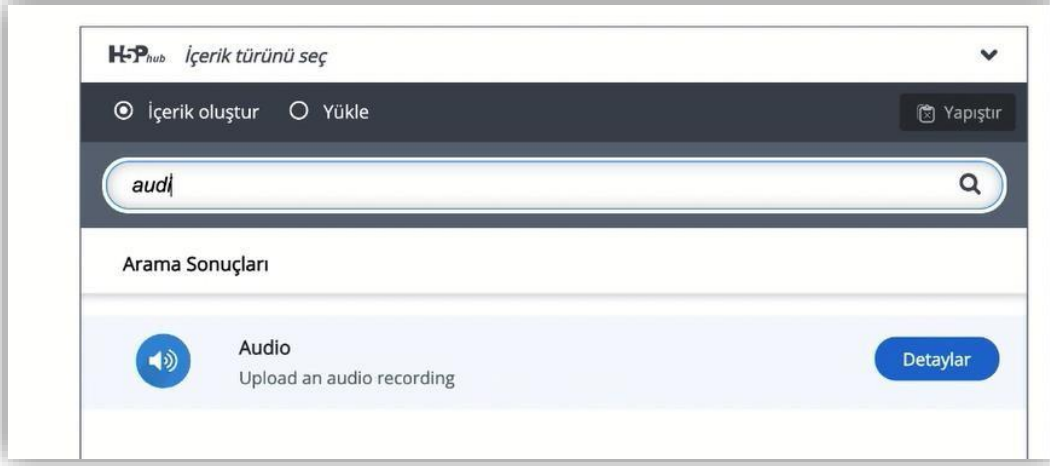 H5P hub İçerik türünü seç
İçerik oluştur Yükle Yapıştır
audi
Arama Sonuçları
Audio
Upload an audio recording
Detaylar